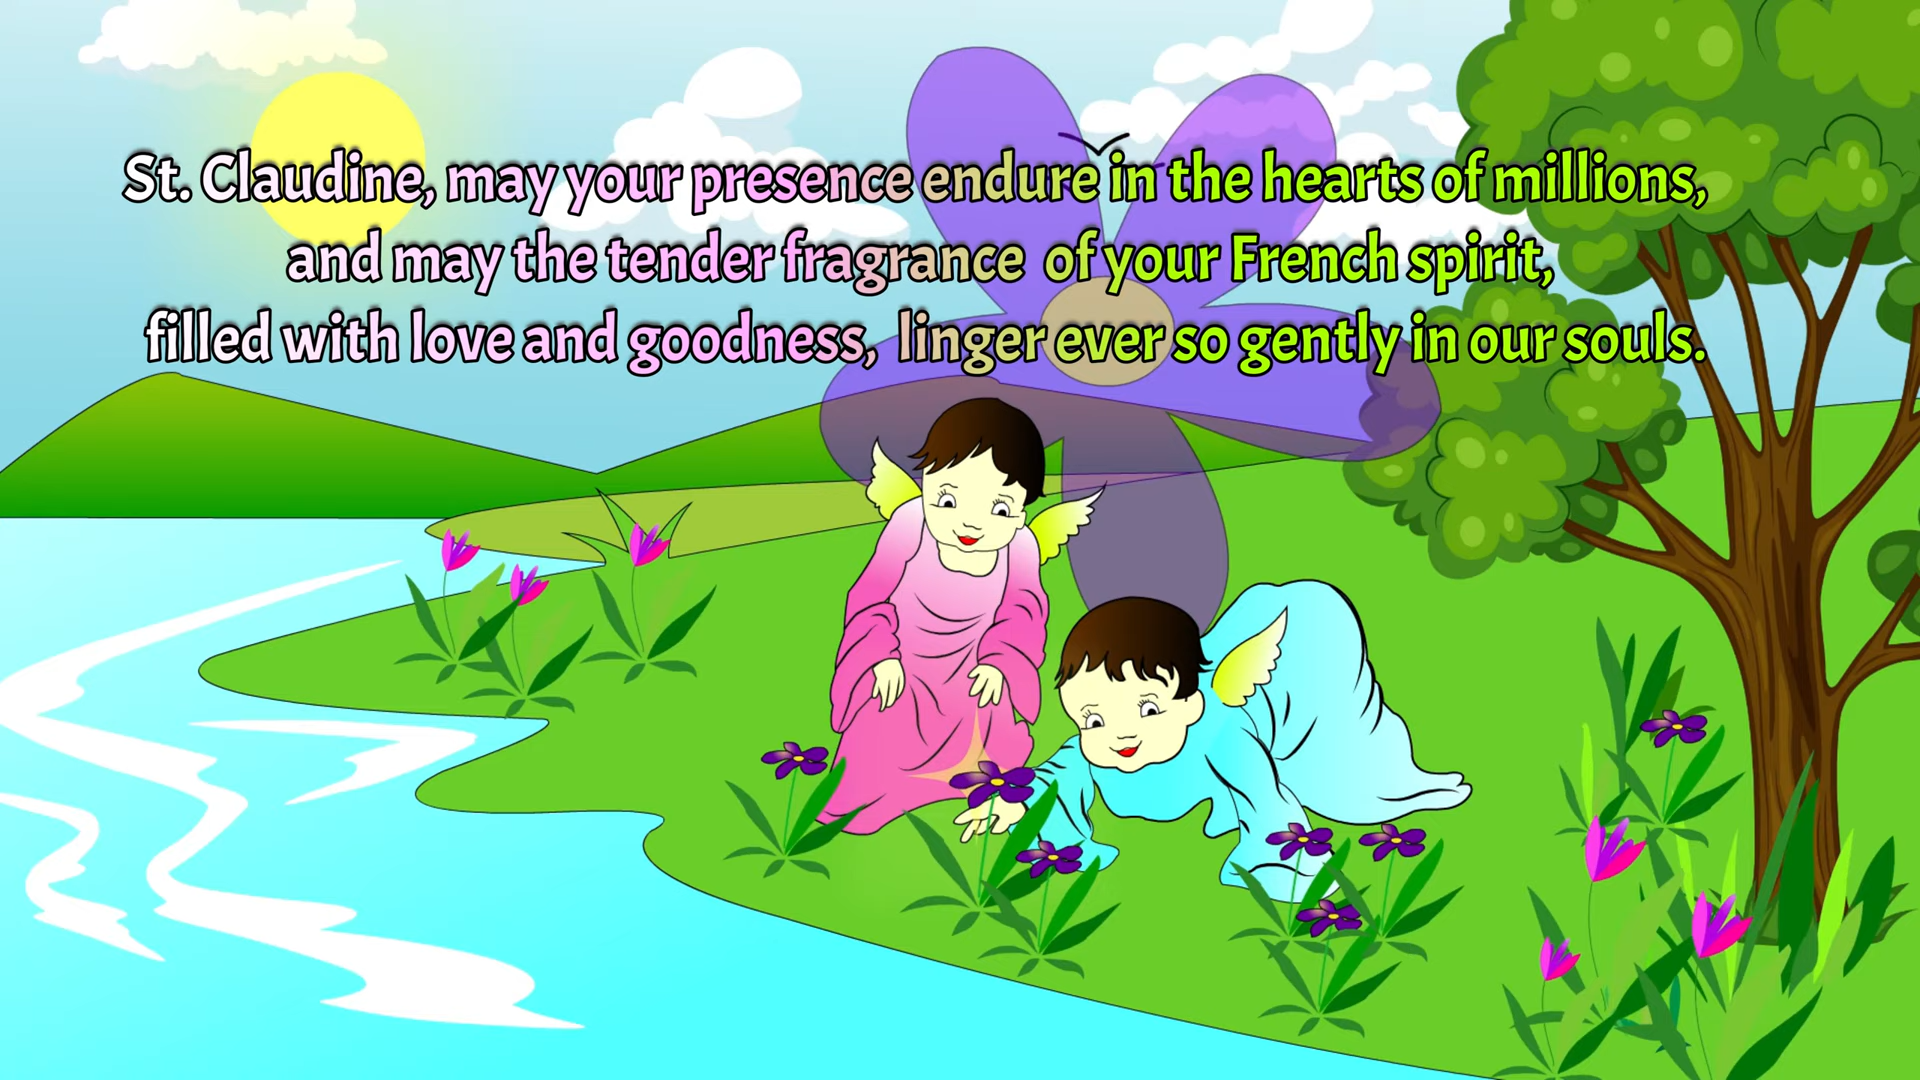 St. Claudine, may your presence endure in the hearts of millions,
and may the tender fragrance of your French spirit,
filled with love and goodness, linger ever so gently in our souls.